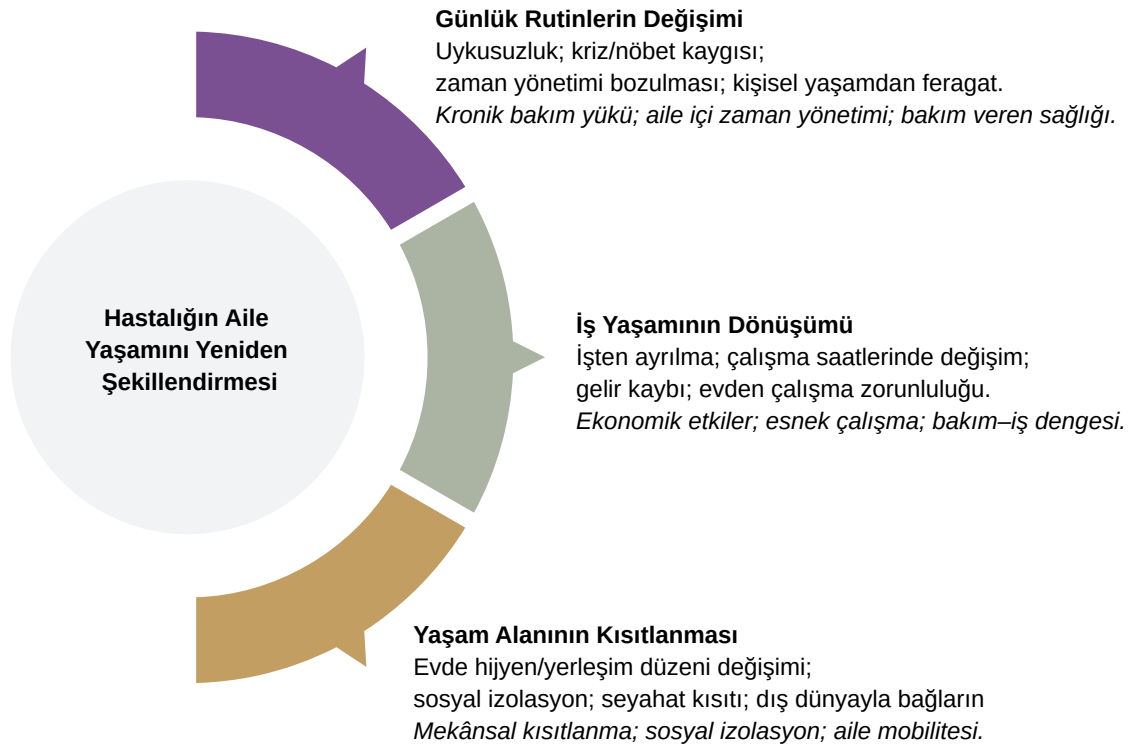 Günlük Rutinlerin Değişimi
Uykusuzluk; kriz/nöbet kaygısı;
zaman yönetimi bozulması; kişisel yaşamdan feragat.
Kronik bakım yükü; aile içi zaman yönetimi; bakım veren sağlığı.
Hastalığın Aile
Yaşamını Yeniden
Şekillendirmesi
İş Yaşamının Dönüşümü
İşten ayrılma; çalışma saatlerinde değişim;
gelir kaybı; evden çalışma zorunluluğu.
Ekonomik etkiler; esnek çalışma; bakım–iş dengesi.
Yaşam Alanının Kısıtlanması
Evde hijyen/yerleşim düzeni değişimi;
sosyal izolasyon; seyahat kısıtı; dış dünyayla bağların
Mekânsal kısıtlanma; sosyal izolasyon; aile mobilitesi.